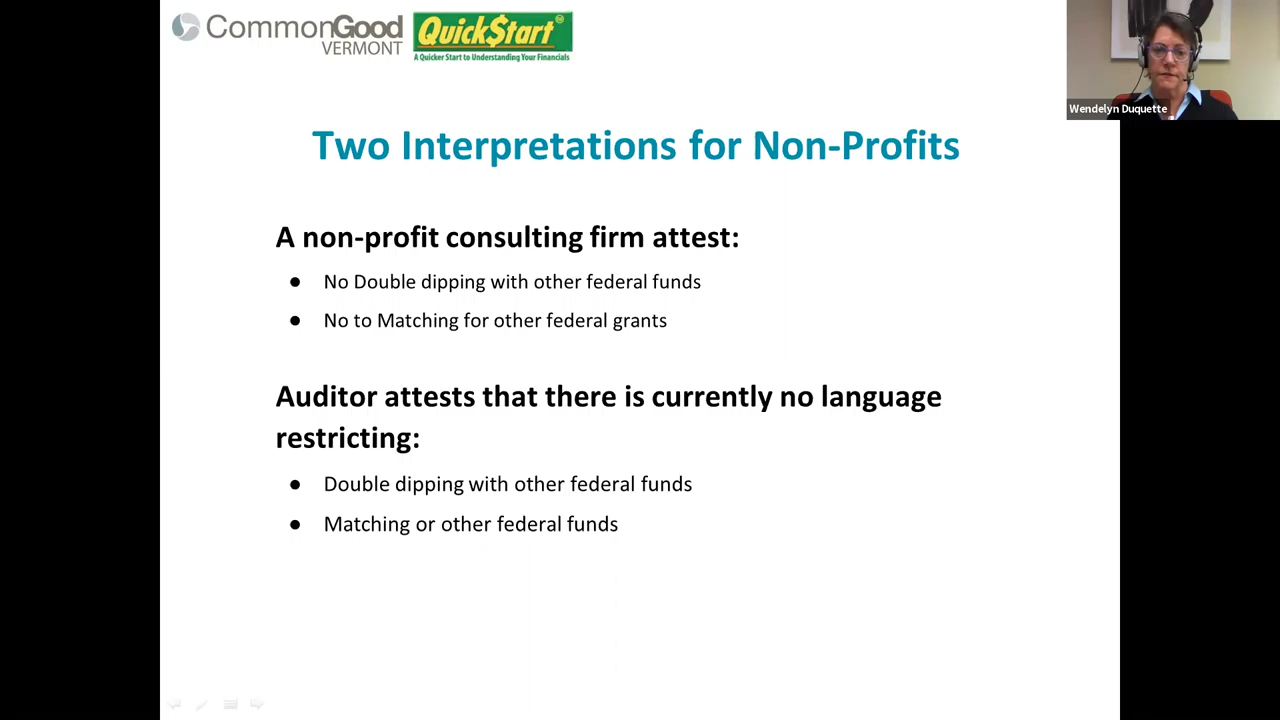 CommonGood
VERMONT
Quick$tart
A Quicker Start to Understanding Your Financials
Wendelyn Duquette
Two Interpretations for Non-Profits
A non-profit consulting firm attest:
● No Double dipping with other federal funds
● No to Matching for other federal grants
Auditor attests that there is currently no language
restricting:
● Double dipping with other federal funds
● Matching or other federal funds